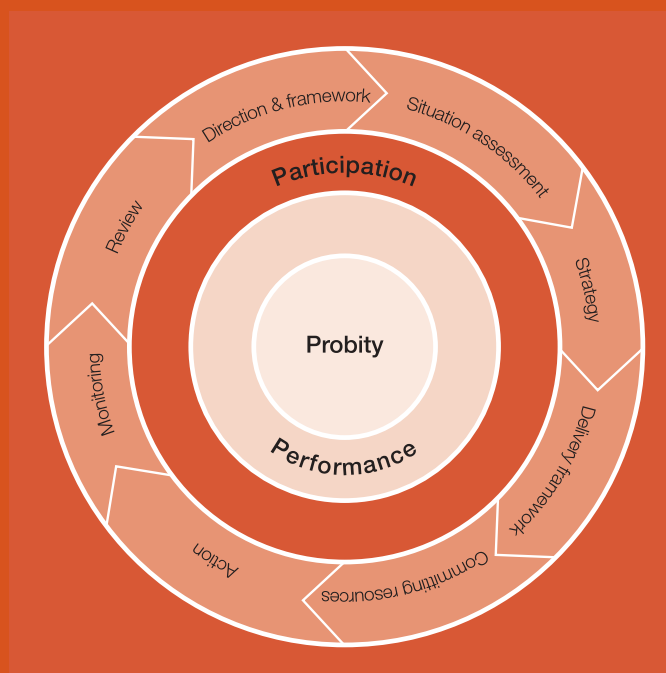 Direction & framework
Situation assessment
Strategy
Delivery framework
Committing resources
Action
Monitoring
Review
Participation
Probity
Performance